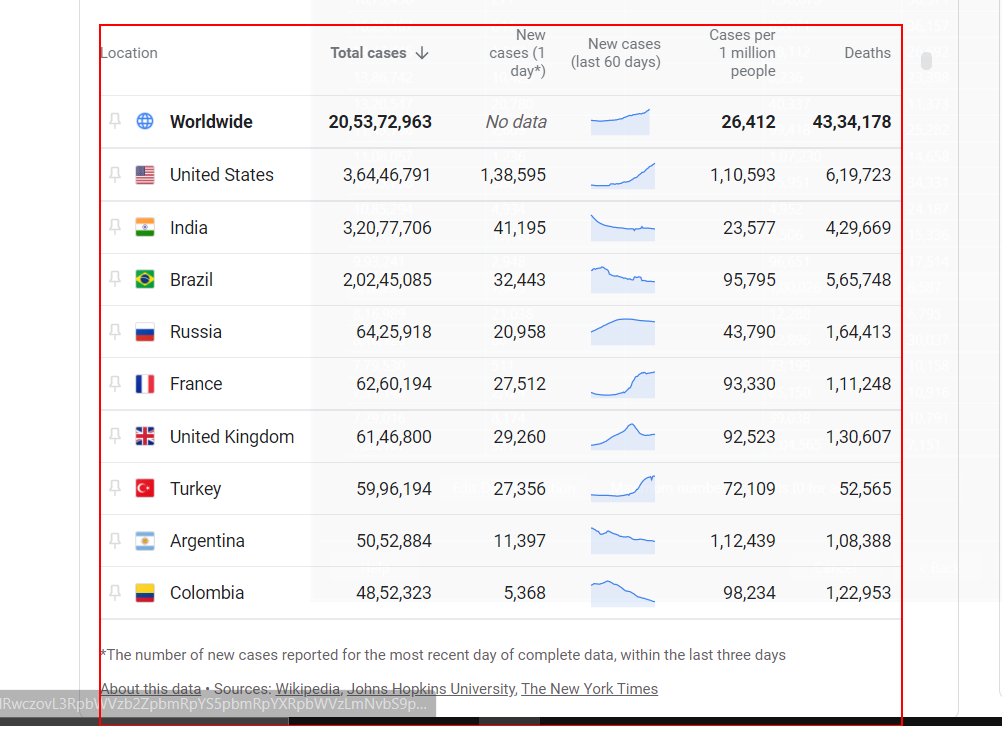 Location Total cases ↓ New cases (1 day*) New cases (last 60 days) Cases per 1 million people Deaths
Worldwide 20,53,72,963 No data 26,412 43,34,178
United States 3,64,46,791 1,38,595 1,10,593 6,19,723
India 3,20,77,706 41,195 23,577 4,29,669
Brazil 2,02,45,085 32,443 95,795 5,65,748
Russia 64,25,918 20,958 43,790 1,64,413
France 62,60,194 27,512 93,330 1,11,248
United Kingdom 61,46,800 29,260 92,523 1,30,607
Turkey 59,96,194 27,356 72,109 52,565
Argentina 50,52,884 11,397 1,12,439 1,08,388
Colombia 48,52,323 5,368 98,234 1,22,953
*The number of new cases reported for the most recent day of complete data, within the last three days
About this data • Sources: Wikipedia, Johns Hopkins University, The New York Times